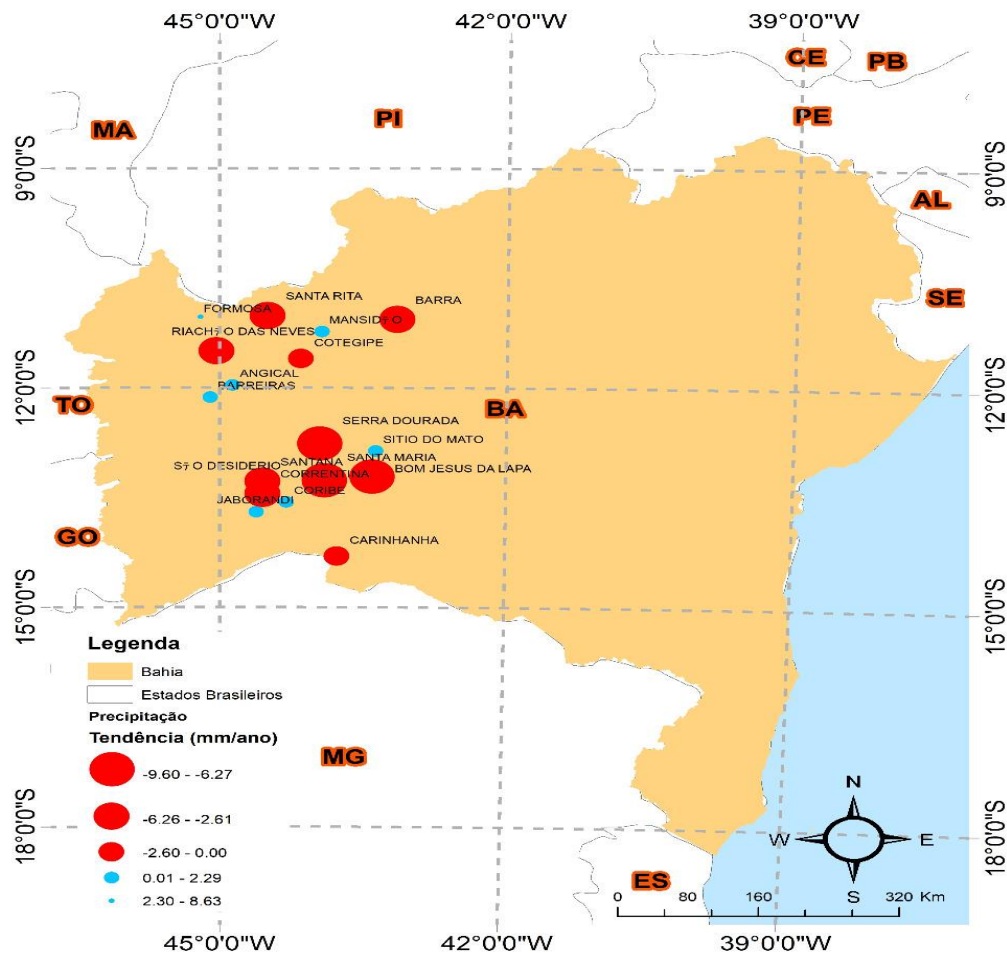 45°0'0"W 42°0'0"W 39°0'0"W
CE
PB
PI
PE
MA
9°0'0"S 9°0'0"S
AL
SE
SANTA RITA
FORMOSA
BARRA
MANSID†O
RIACH†O DAS NEVES
COTEGIPE
ANGICAL
BARREIRAS
12°0'0"S 12°0'0"S
TO
BA
SERRA DOURADA
SITIO DO MATO
SANTA MARIA
SANTANA
S†O DESIDERIO
BOM JESUS DA LAPA
CORRENTINA
CORIBE
JABORANDI
GO
CARINHANHA
15°0'0"S 15°0'0"S
Legenda
Bahia
Estados Brasileiros
Precipitação
Tendência (mm/ano)
-9.60 - -6.27
-6.26 - -2.61
-2.60 - 0.00
0.01 - 2.29
2.30 - 8.63
MG
N
W E
S
18°0'0"S 18°0'0"S
ES
0 80 160 320 Km
45°0'0"W 42°0'0"W 39°0'0"W